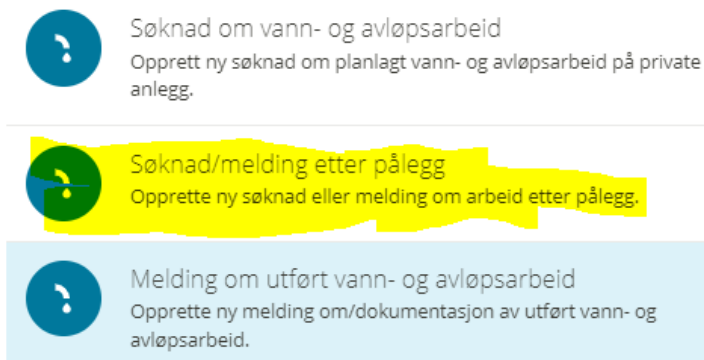 Søknad om vann- og avløpsarbeid
Opprett ny søknad om planlagt vann- og avløpsarbeid på private
anlegg.
Søknad/melding etter pålegg
Opprette ny søknad eller melding om arbeid etter pålegg.
Melding om utført vann- og avløpsarbeid
Opprette ny melding om/dokumentasjon av utført vann- og
avløpsarbeid.